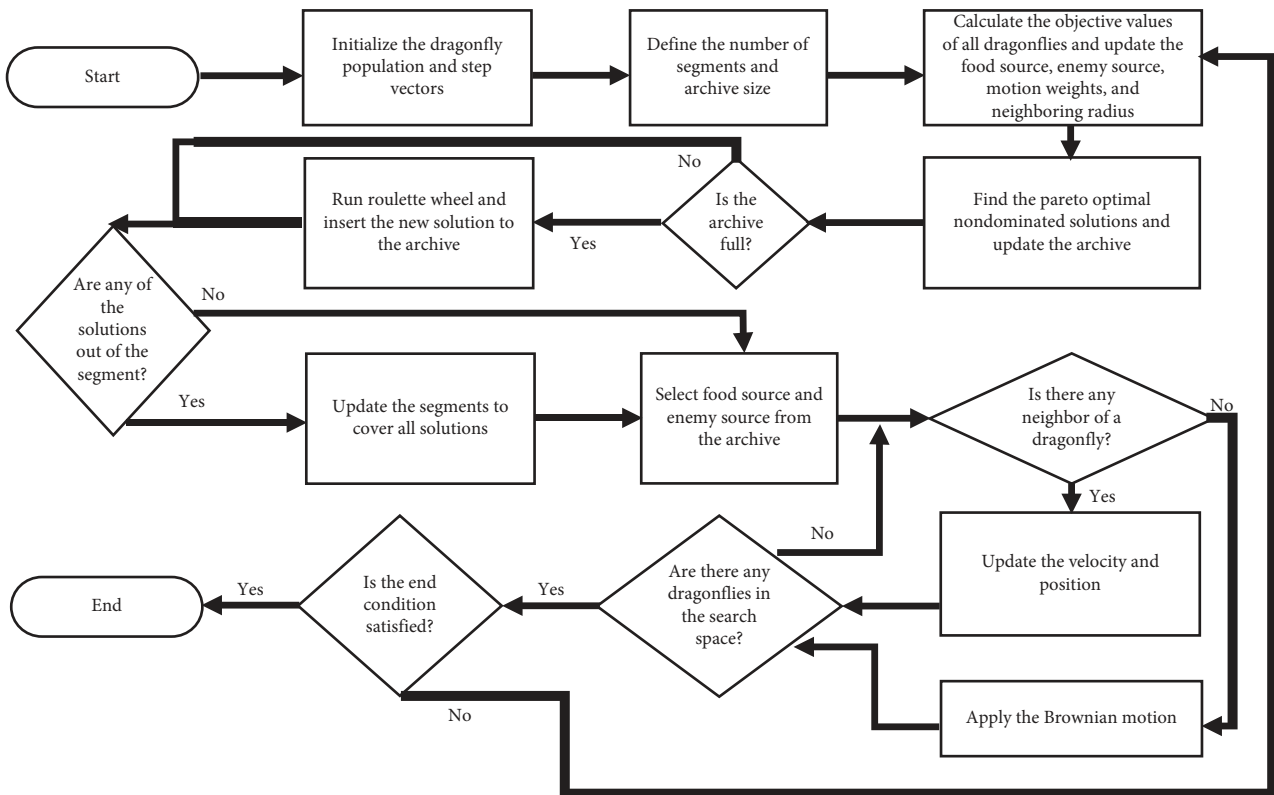 Start
Initialize the dragonfly
population and step
vectors
Define the number of
segments and
archive size
Calculate the objective values
of all dragonflies and update the
food source, enemy source,
motion weights, and
neighboring radius
Find the pareto optimal
nondominated solutions and
update the archive
Is the
archive
full?
No
Yes
Run roulette wheel and
insert the new solution to
the archive
Are any of
the
solutions
out of the
segment?
No
Yes
Update the segments to
cover all solutions
Select food source and
enemy source from
the archive
Is there any
neighbor of a
dragonfly?
No
Yes
Update the velocity and
position
Apply the Brownian motion
Are there any
dragonflies in
the search
space?
No
Yes
Is the end
condition
satisfied?
Yes
No
End